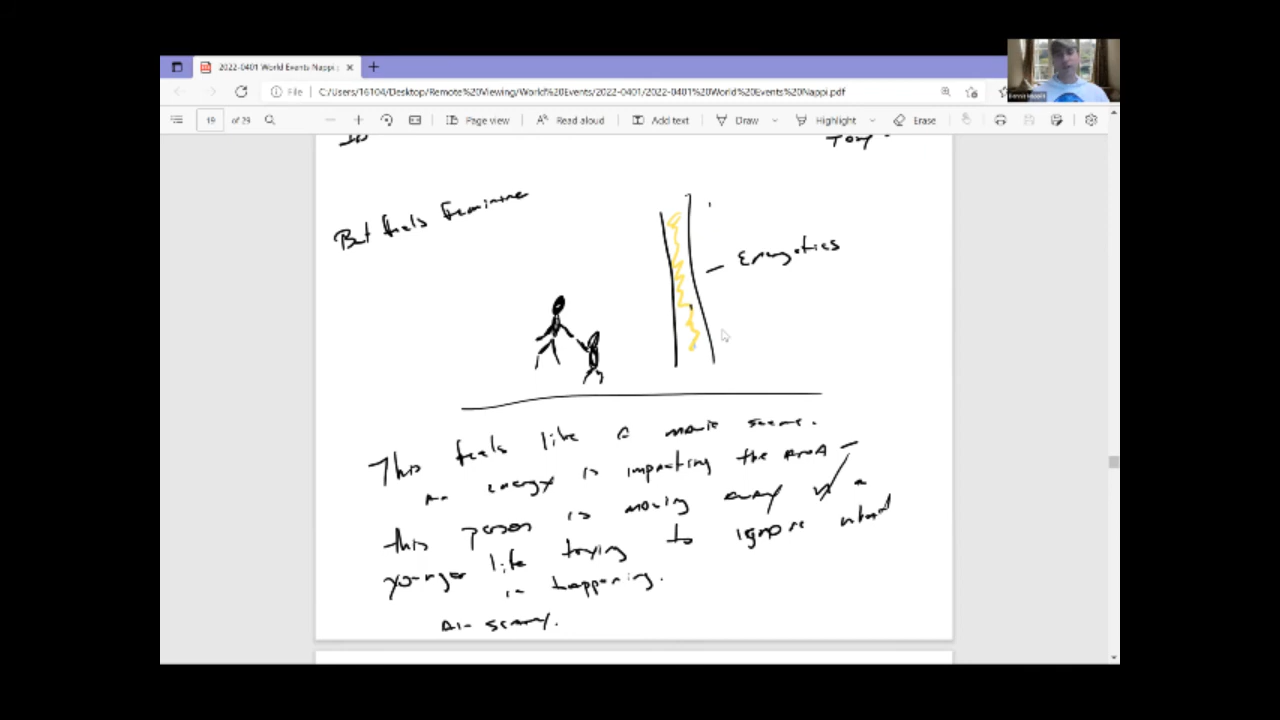 2022-0401 World Events Nappi.p
File
C:/Users/16104/Desktop/Remote%20Viewing/World%20Events/2022-0401/2022-0401%20World%20Events%20Nappi.pdf
19 of 29
Page view
Read aloud
Add text
Draw
Highlight
Erase
But feels Feminine
Energetics
This feels like a movie scene.
An energy is impacting the area -
this person is moving away w/ a
younger life trying to ignore what
is happening.
scary.